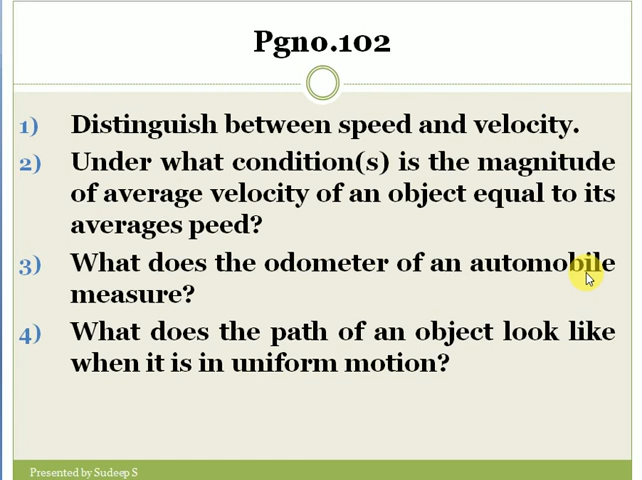 Pgno.102
1) Distinguish between speed and velocity.
2) Under what condition(s) is the magnitude
of average velocity of an object equal to its
averages peed?
3) What does the odometer of an automobile
measure?
4) What does the path of an object look like
when it is in uniform motion?
Presented by Sudeep S